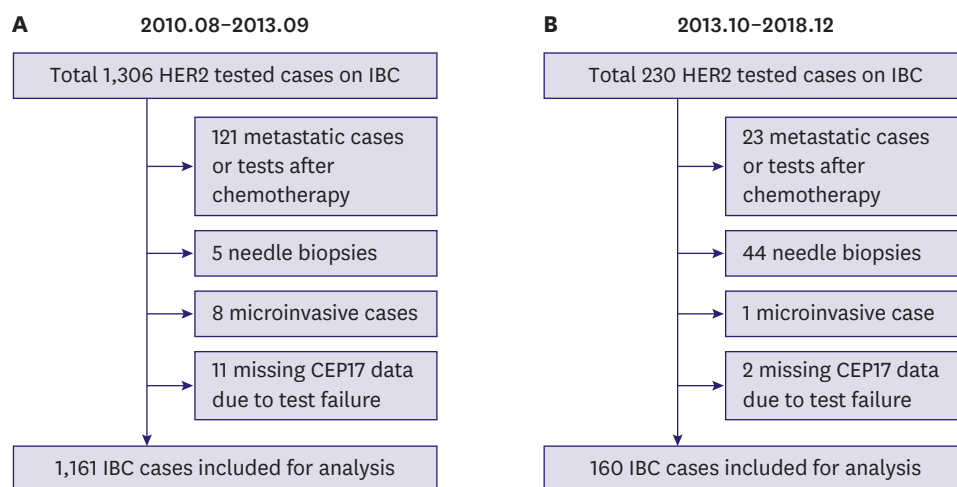 A 2010.08–2013.09
Total 1,306 HER2 tested cases on IBC
121 metastatic cases
or tests after
chemotherapy
5 needle biopsies
8 microinvasive cases
11 missing CEP17 data
due to test failure
1,161 IBC cases included for analysis
B 2013.10–2018.12
Total 230 HER2 tested cases on IBC
23 metastatic cases
or tests after
chemotherapy
44 needle biopsies
1 microinvasive case
2 missing CEP17 data
due to test failure
160 IBC cases included for analysis